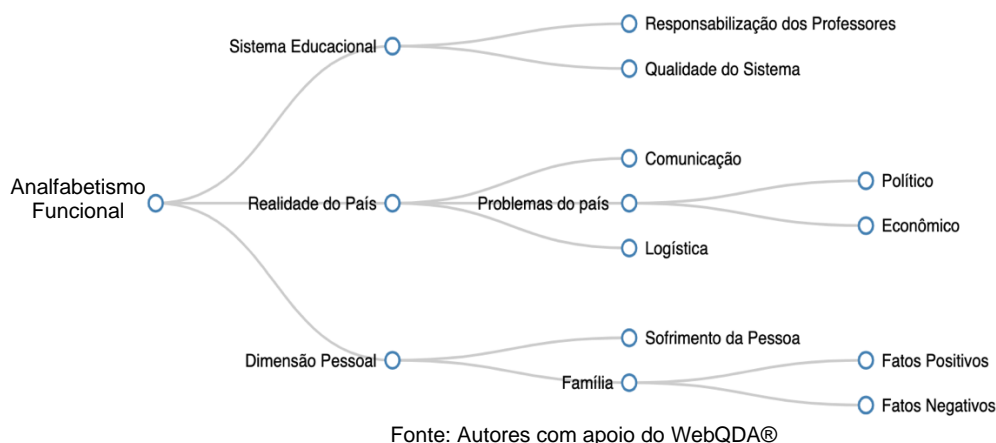 Responsabilização dos Professores
Sistema Educacional
Qualidade do Sistema
Comunicação
Analfabetismo
Funcional
Realidade do País
Problemas do país
Político
Econômico
Logística
Sofrimento da Pessoa
Dimensão Pessoal
Família
Fatos Positivos
Fatos Negativos
Fonte: Autores com apoio do WebQDA®